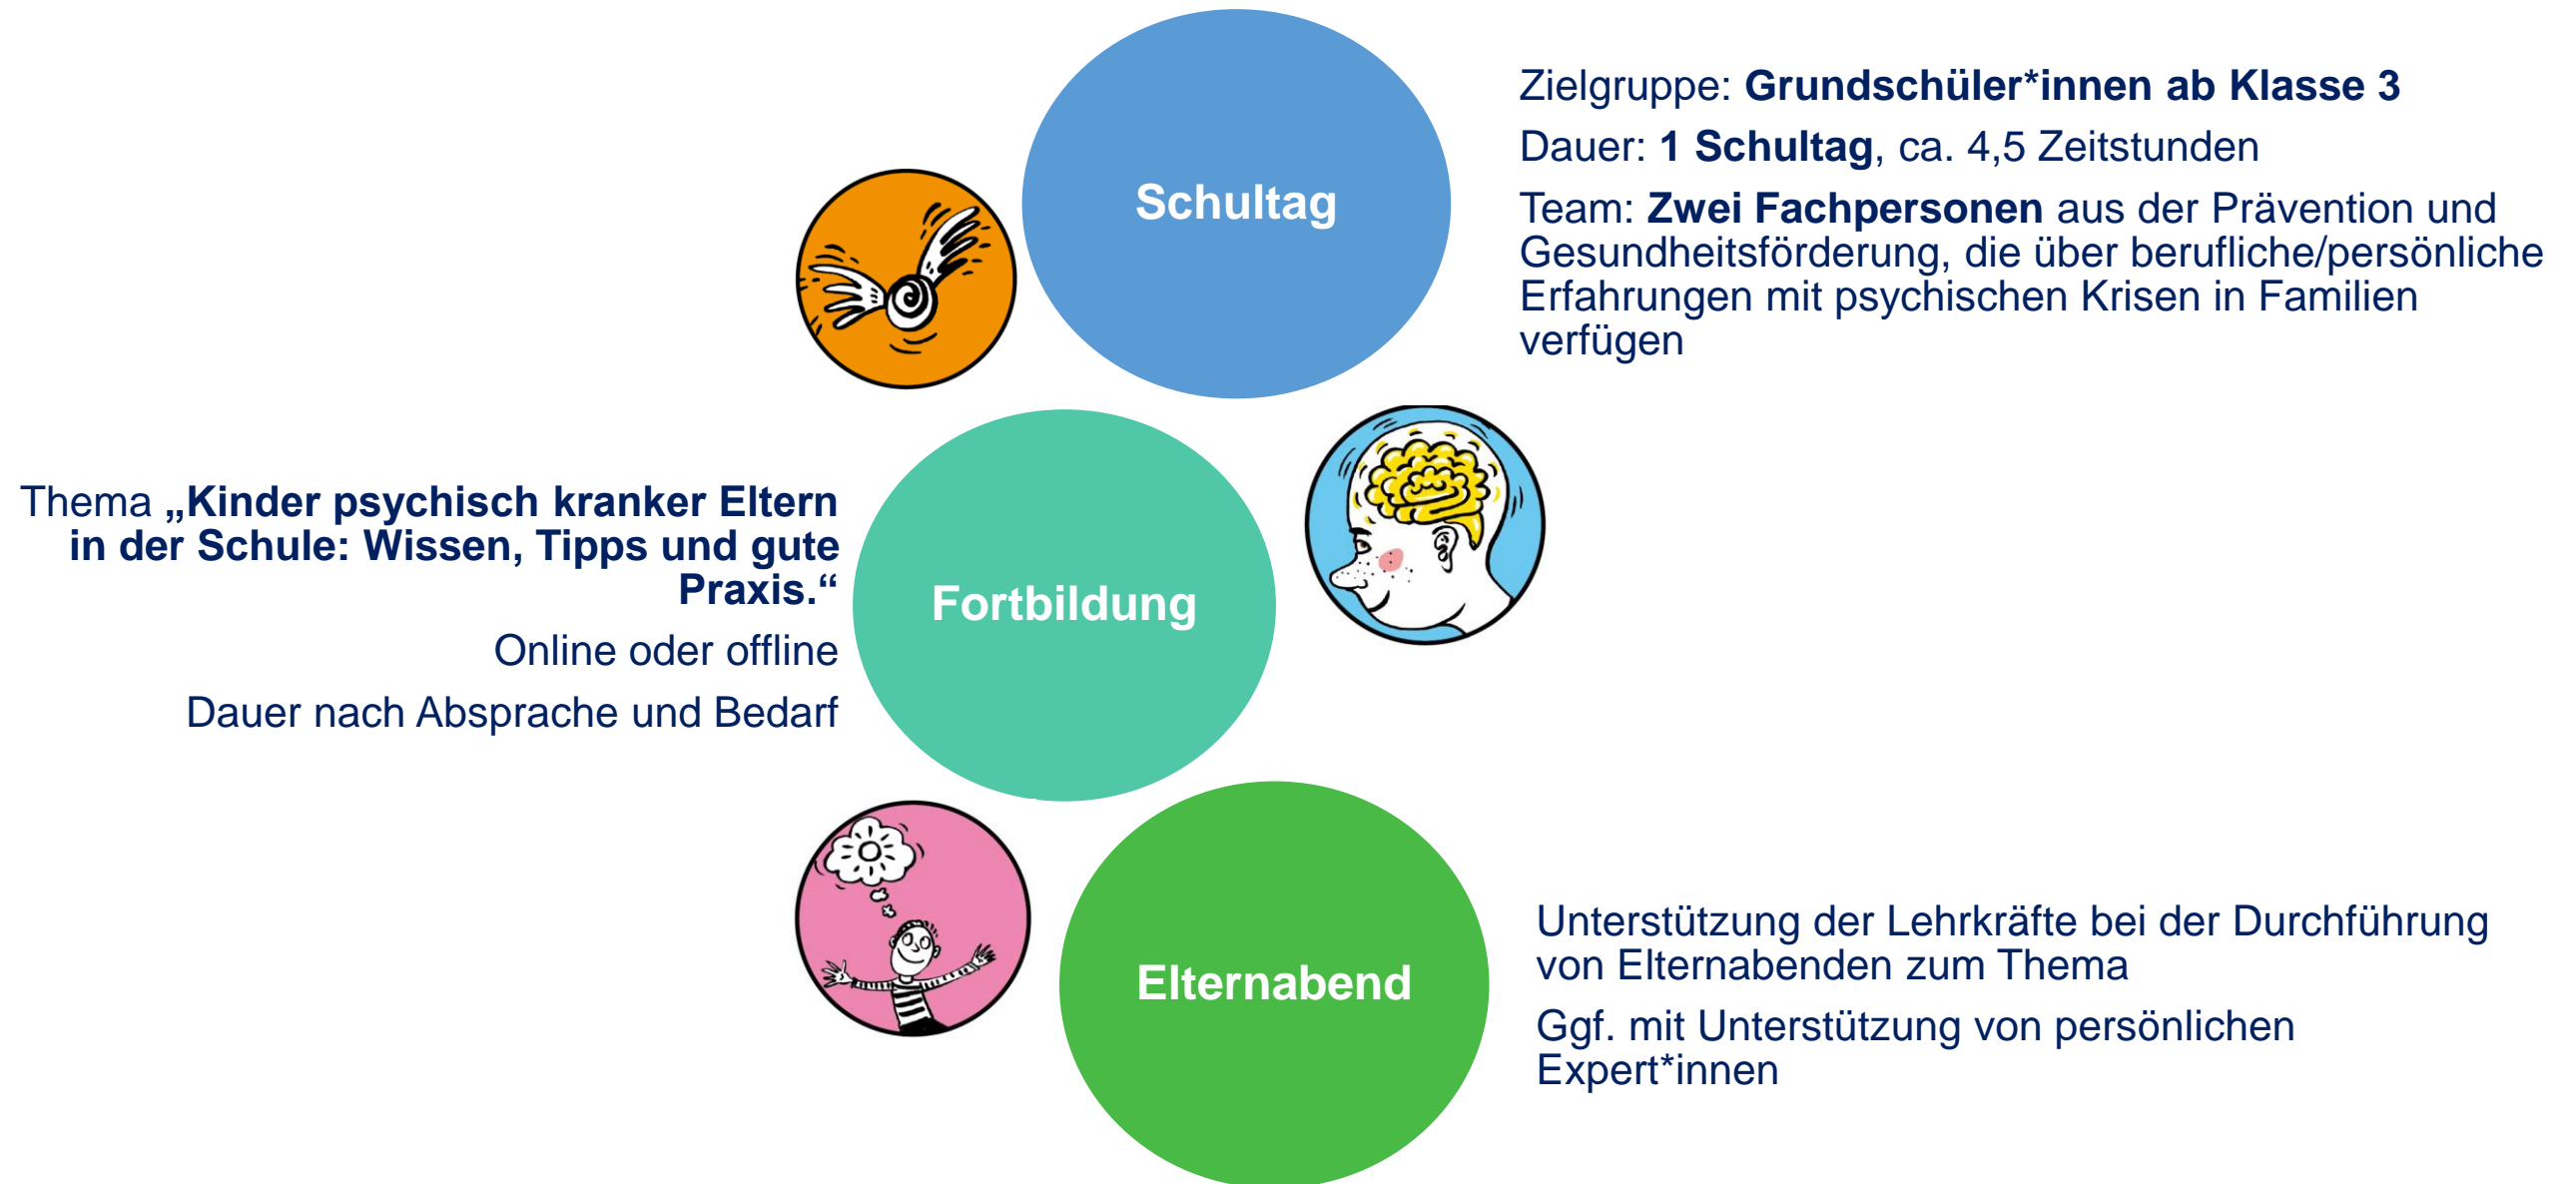 Schultag
Zielgruppe: Grundschüler*innen ab Klasse 3
Dauer: 1 Schultag, ca. 4,5 Zeitstunden
Team: Zwei Fachpersonen aus der Prävention und
Gesundheitsförderung, die über berufliche/persönliche
Erfahrungen mit psychischen Krisen in Familien
verfügen
Thema „Kinder psychisch kranker Eltern
in der Schule: Wissen, Tipps und gute
Praxis.“
Online oder offline
Dauer nach Absprache und Bedarf
Fortbildung
Elternabend
Unterstützung der Lehrkräfte bei der Durchführung
von Elternabenden zum Thema
Ggf. mit Unterstützung von persönlichen
Expert*innen